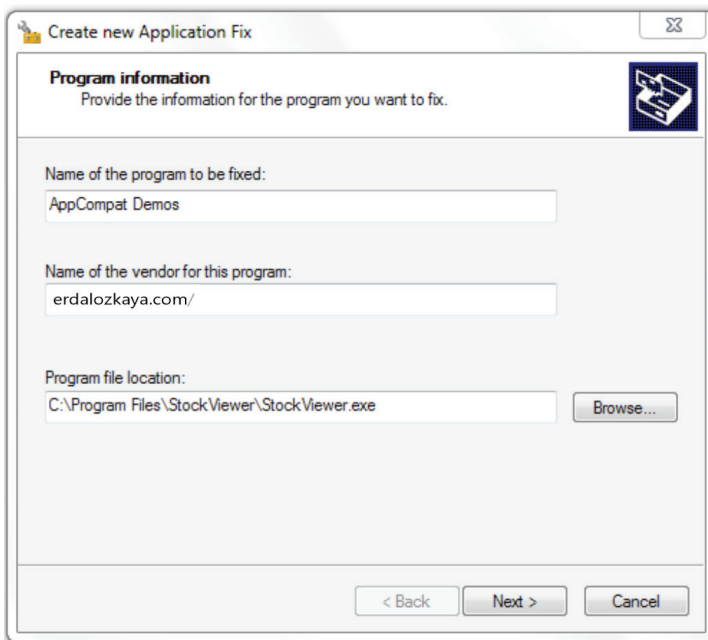 Create new Application Fix
Program information
Provide the information for the program you want to fix.
Name of the program to be fixed:
AppCompat Demos
Name of the vendor for this program:
erdalozkaya.com/
Program file location:
C:\Program Files\StockViewer\StockViewer.exe
Browse...
< Back Next > Cancel